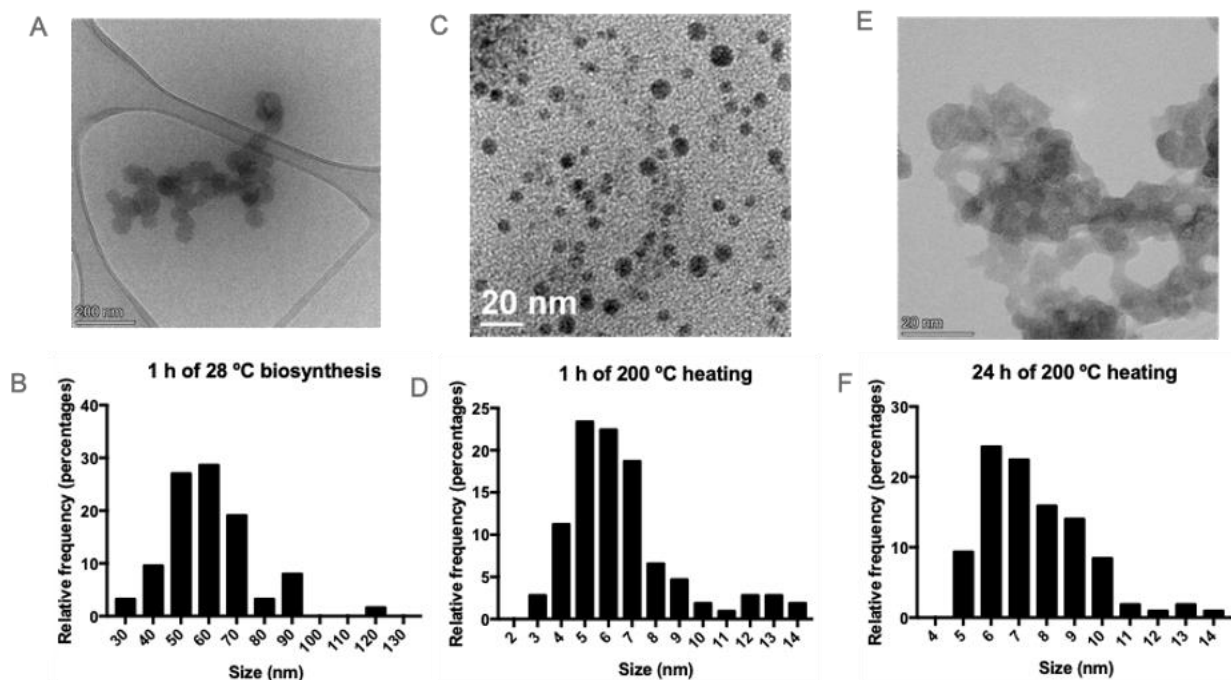 A
C
E
200 nm
20 nm
20 nm
B
1 h of 28 ºC biosynthesis
Relative frequency (percentages)
40
30
20
10
0
30 40 50 60 70 80 90 100 110 120 130
Size (nm)
D
1 h of 200 ºC heating
Relative frequency (percentages)
25
20
15
10
5
0
2 3 4 5 6 7 8 9 10 11 12 13 14
Size (nm)
F
24 h of 200 ºC heating
Relative frequency (percentages)
30
20
10
0
4 5 6 7 8 9 10 11 12 13 14
Size (nm)